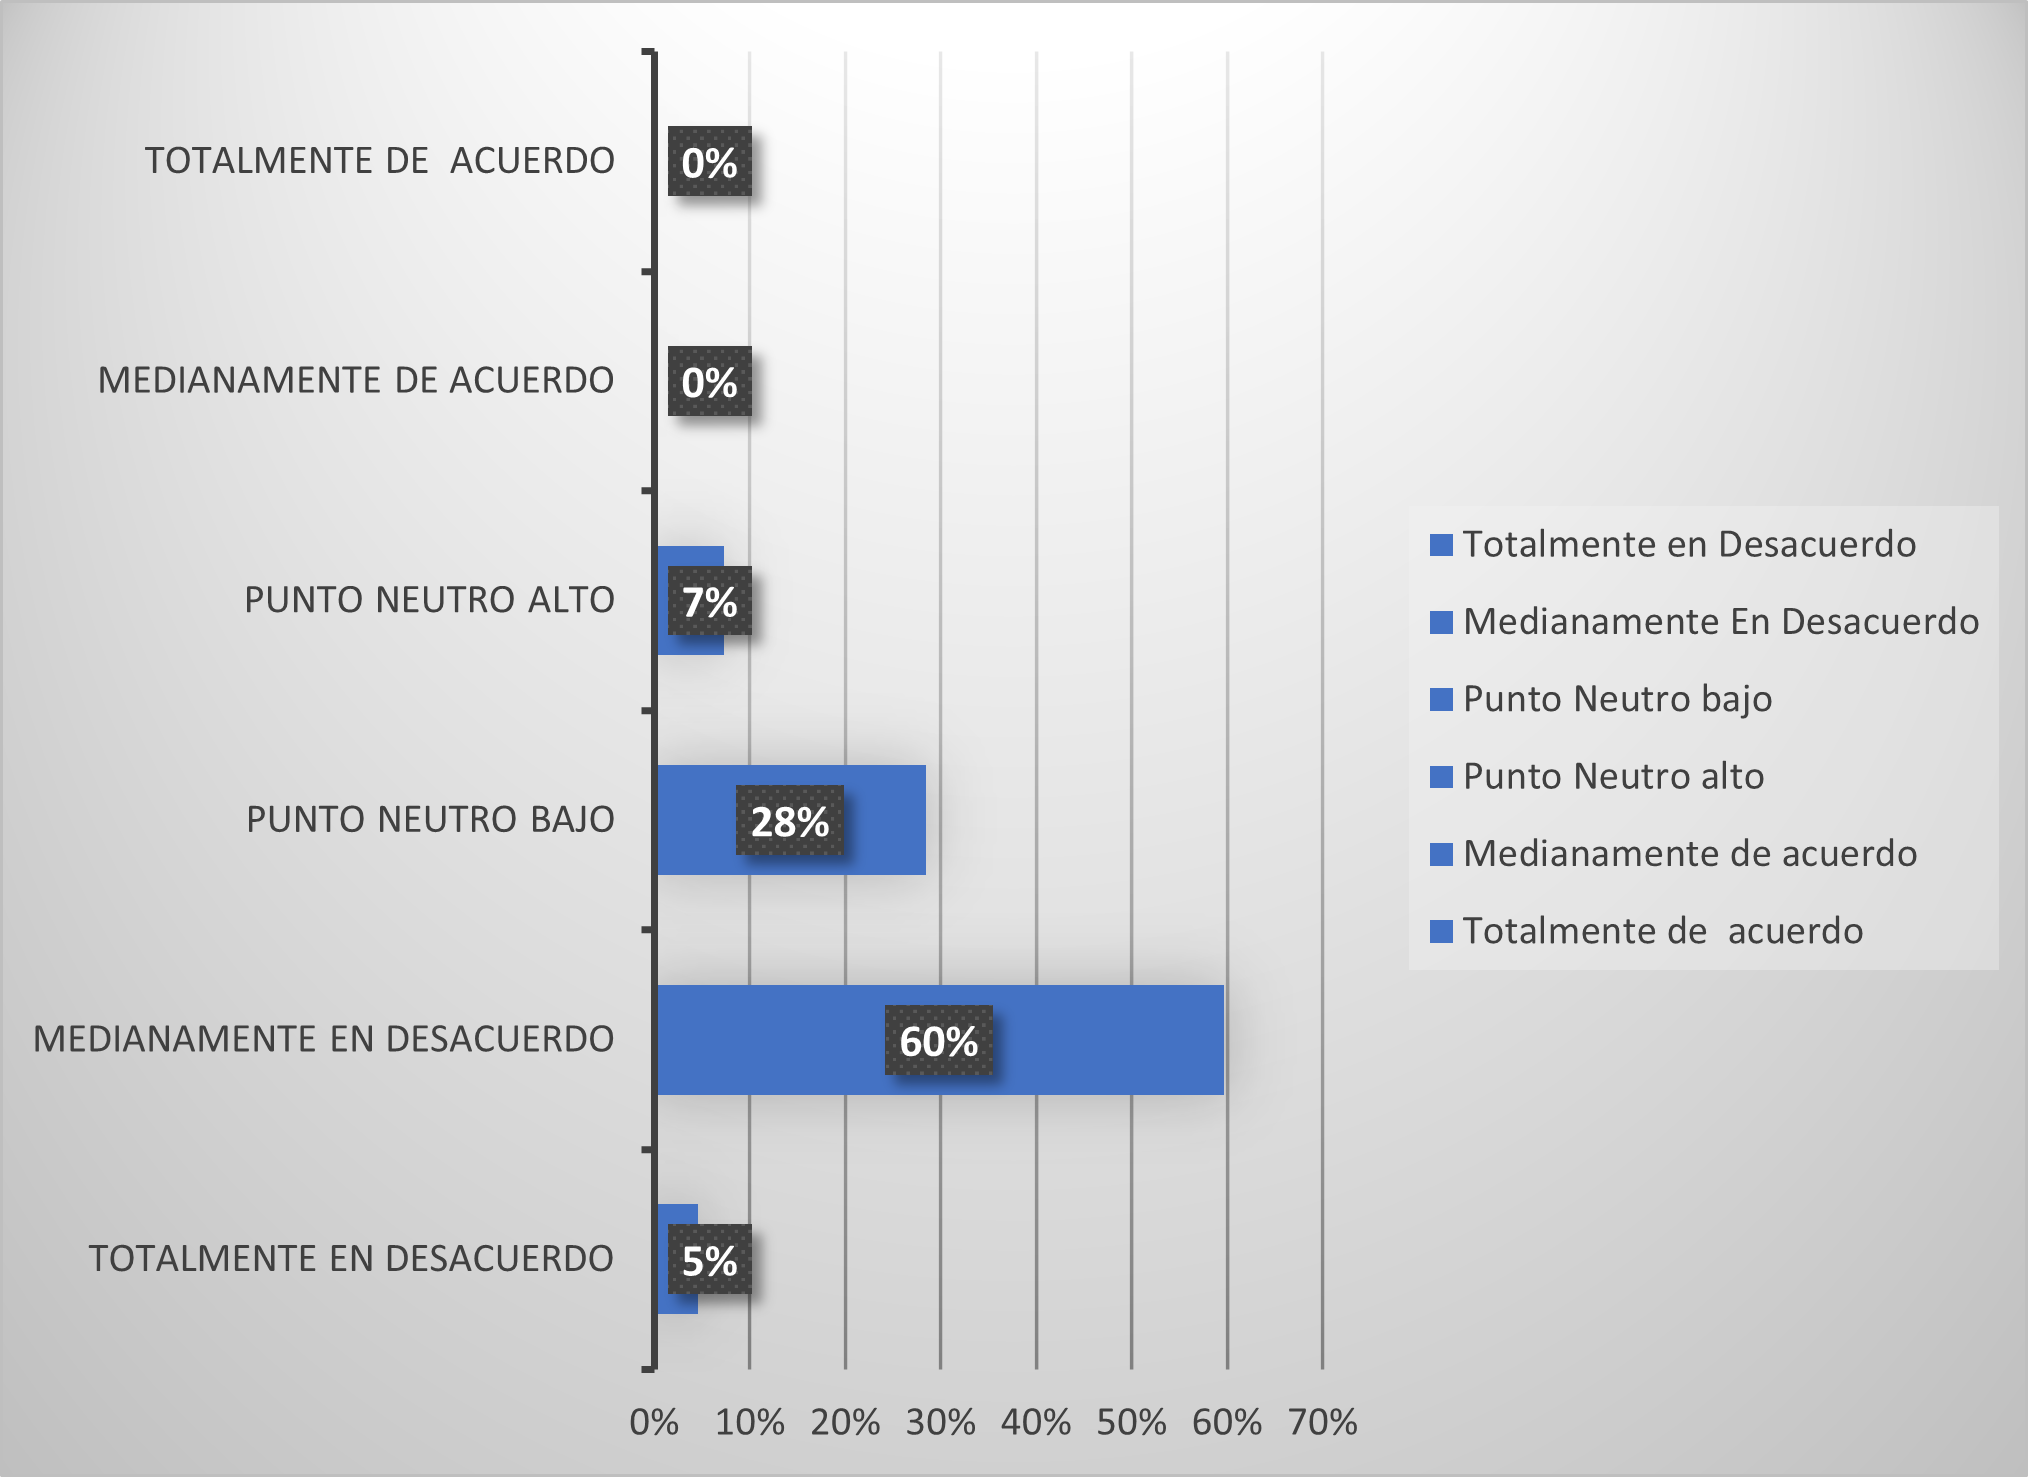 TOTALMENTE DE  ACUERDO
0%
MEDIANAMENTE DE ACUERDO
0%
PUNTO NEUTRO ALTO
7%
PUNTO NEUTRO BAJO
28%
MEDIANAMENTE EN DESACUERDO
60%
TOTALMENTE EN DESACUERDO
5%
0% 10% 20% 30% 40% 50% 60% 70%
Totalmente en Desacuerdo
Medianamente En Desacuerdo
Punto Neutro bajo
Punto Neutro alto
Medianamente de acuerdo
Totalmente de  acuerdo